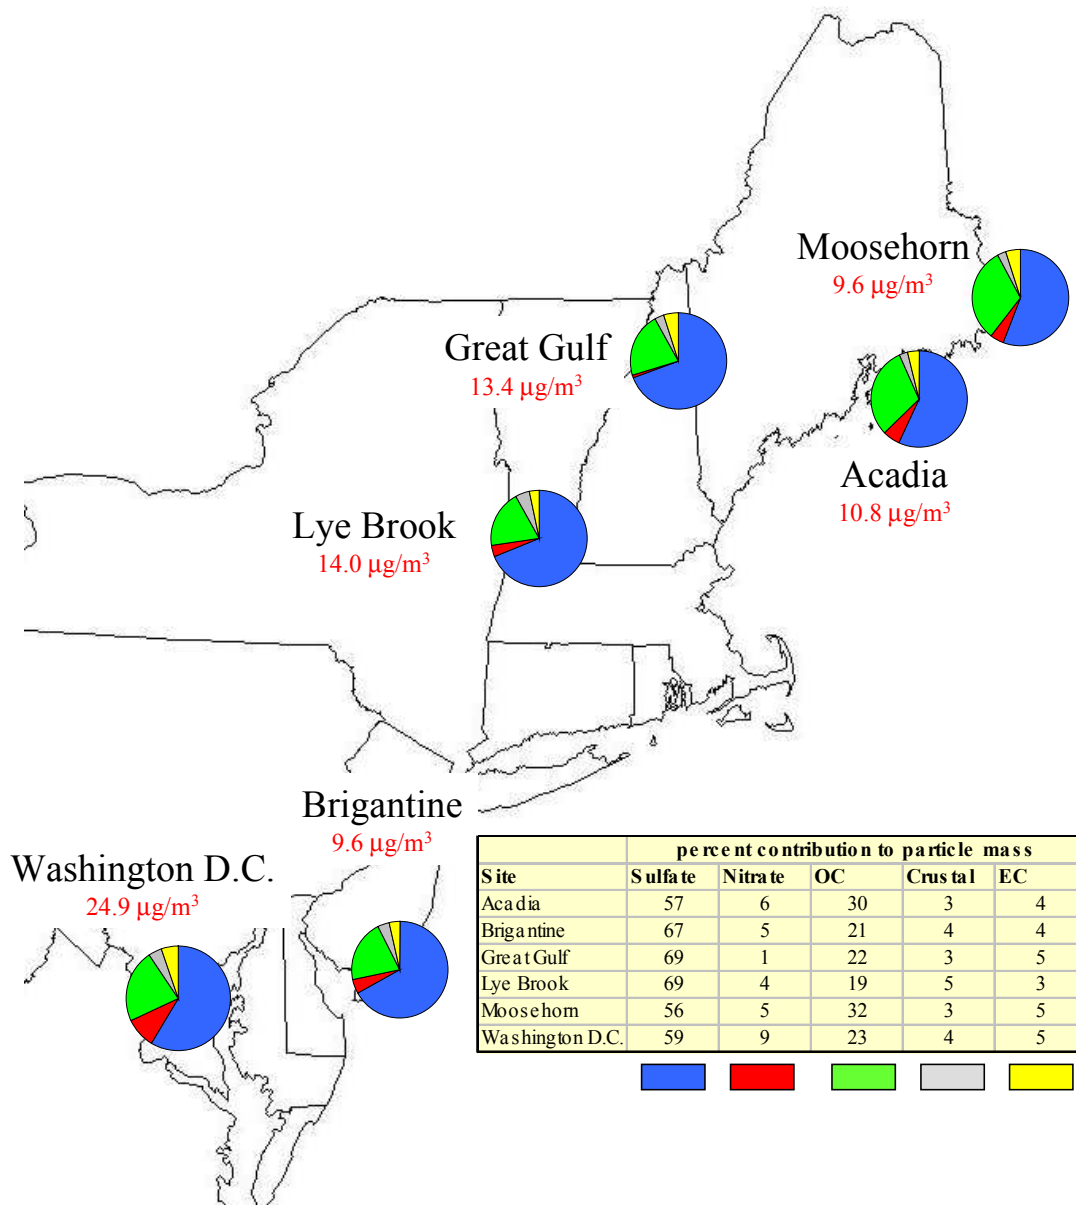 Moosehorn
9.6 µg/m³
Great Gulf
13.4 µg/m³
Acadia
10.8 µg/m³
Lye Brook
14.0 µg/m³
Brigantine
9.6 µg/m³
Washington D.C.
24.9 µg/m³
percent contribution to particle mass
Site Sulfate Nitrate OC Crustal EC
Acadia 57 6 30 3 4
Brigantine 67 5 21 4 4
Great Gulf 69 1 22 3 5
Lye Brook 69 4 19 5 3
Moosehorn 56 5 32 3 5
Washington D.C. 59 9 23 4 5